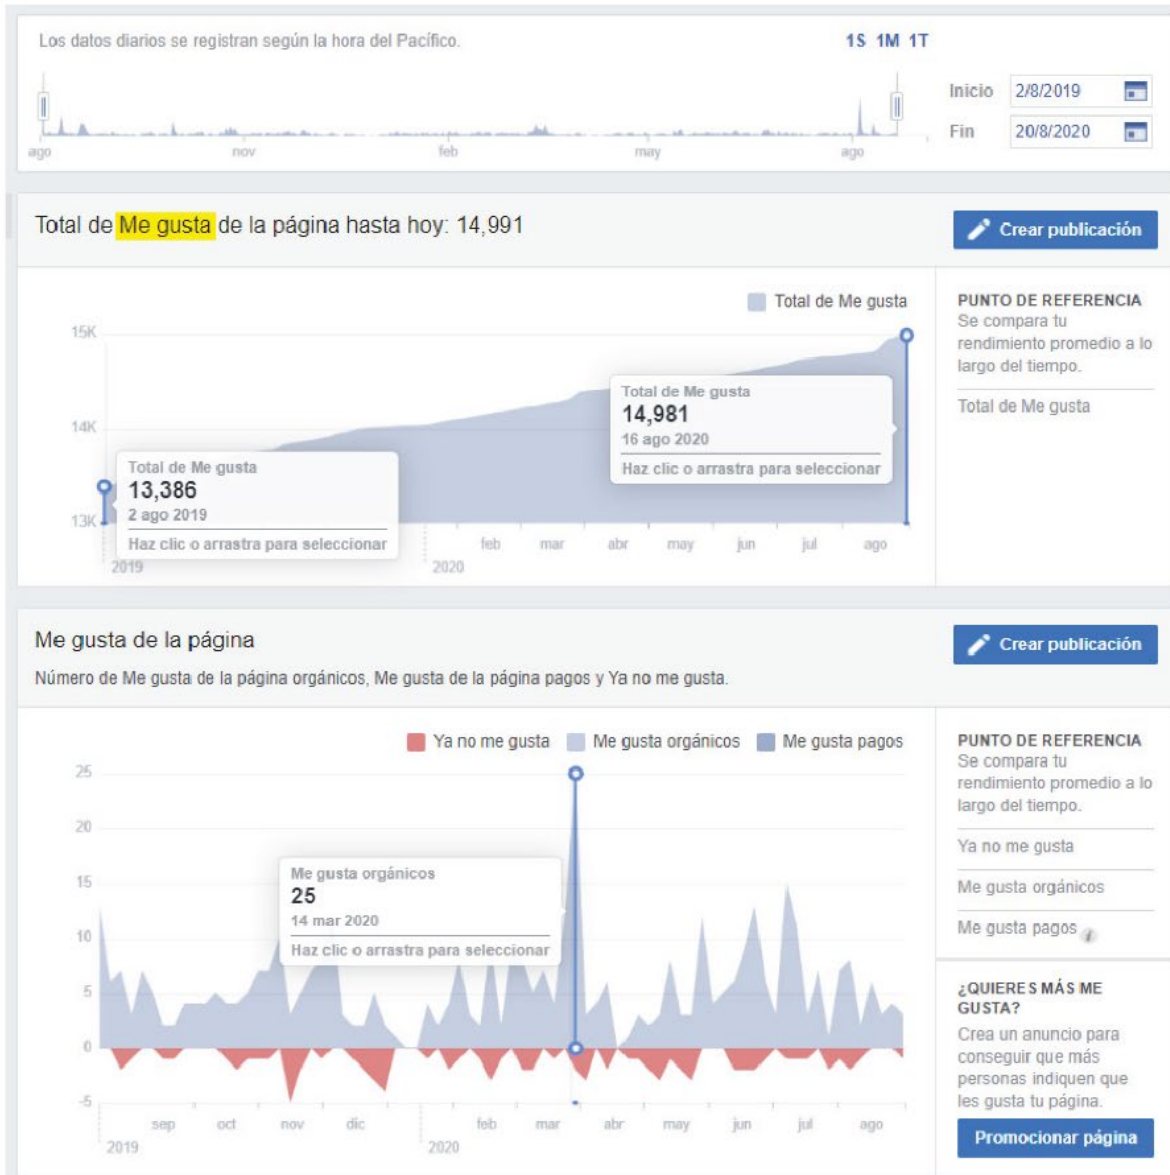 Los datos diarios se registran según la hora del Pacífico.
1S 1M 1T
Inicio 2/8/2019
Fin 20/8/2020
ago nov feb may ago
Total de Me gusta de la página hasta hoy: 14,991
Crear publicación
Total de Me gusta
15K
14K
13K
Total de Me gusta
13,386
2 ago 2019
Haz clic o arrastra para seleccionar
Total de Me gusta
14,981
16 ago 2020
Haz clic o arrastra para seleccionar
feb mar abr may jun jul ago
2019 2020
PUNTO DE REFERENCIA
Se compara tu
rendimiento promedio a lo
largo del tiempo.
Total de Me gusta
Me gusta de la página
Número de Me gusta de la página orgánicos, Me gusta de la página pagos y Ya no me gusta.
Crear publicación
Ya no me gusta Me gusta orgánicos Me gusta pagos
25
20
15
10
5
0
-5
Me gusta orgánicos
25
14 mar 2020
Haz clic o arrastra para seleccionar
sep oct nov dic feb mar abr may jun jul ago
2019 2020
PUNTO DE REFERENCIA
Se compara tu
rendimiento promedio a lo
largo del tiempo.
Ya no me gusta
Me gusta orgánicos
Me gusta pagos i
¿QUIERES MÁS ME
GUSTA?
Crea un anuncio para
conseguir que más
personas indiquen que
les gusta tu página.
Promocionar página